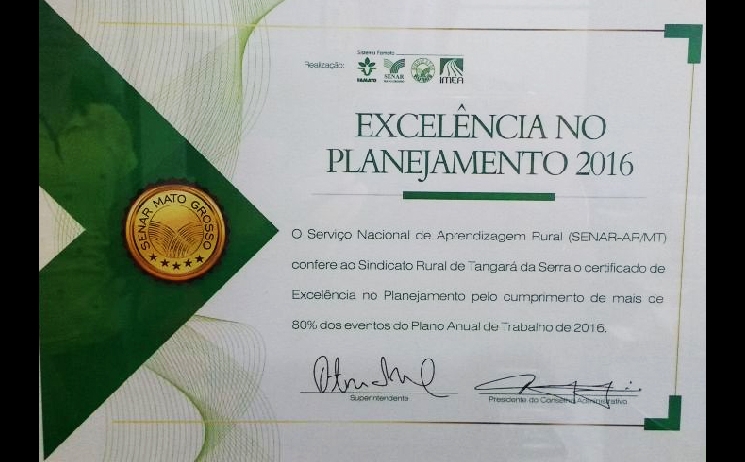 Sistema Famato
Realização:
FAMATO
SENAR
IMEA
EXCELÊNCIA NO
PLANEJAMENTO 2016
SENAR MATO GROSSO
O Serviço Nacional de Aprendizagem Rural (SENAR-AR/MT)
confere ao Sindicato Rural de Tangará da Serra o certificado de
Excelência no Planejamento pelo cumprimento de mais de
80% dos eventos do Plano Anual de Trabalho de 2016.
Superintendente
Presidente do Conselho Administrativo